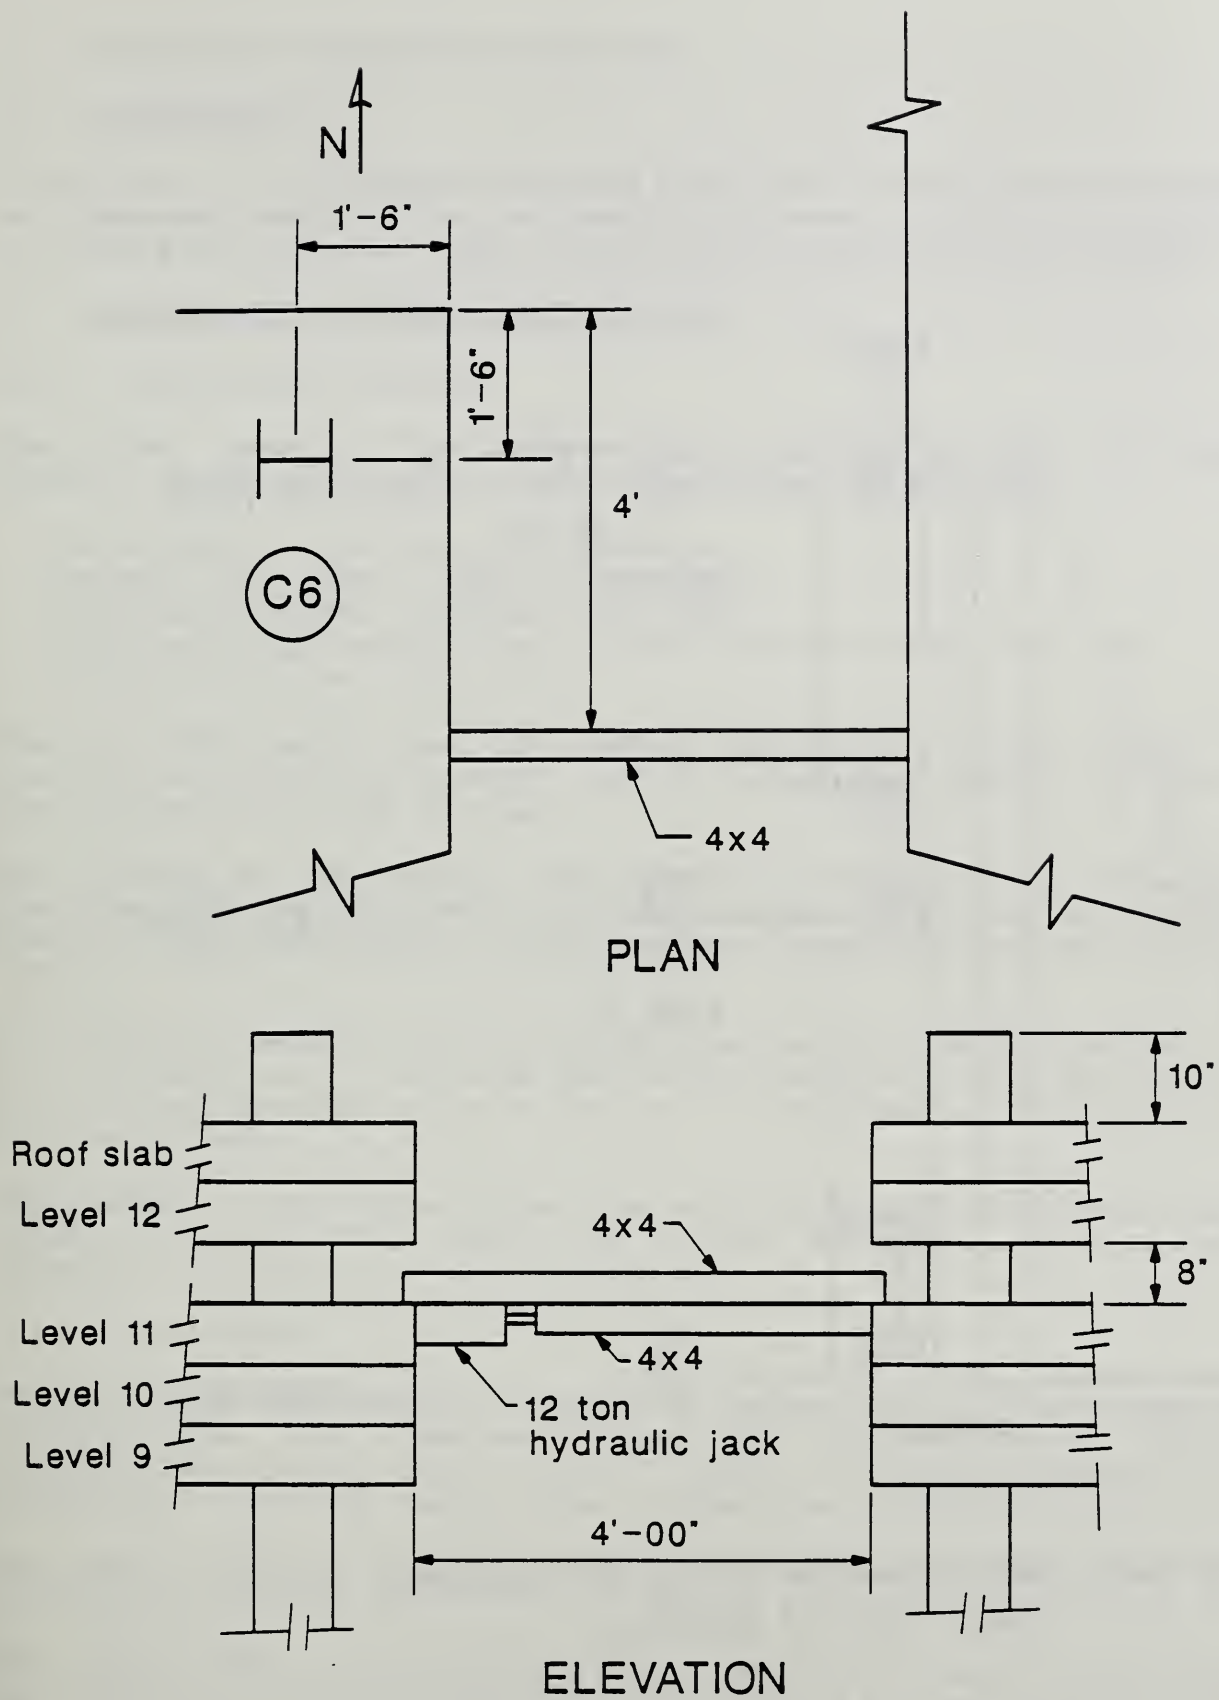 N
1'-6"
1'-6"
4'
C6
4x4
PLAN
10"
Roof slab
Level 12
4x4
8"
Level 11
4x4
Level 10
12 ton
hydraulic jack
Level 9
4'-00"
ELEVATION